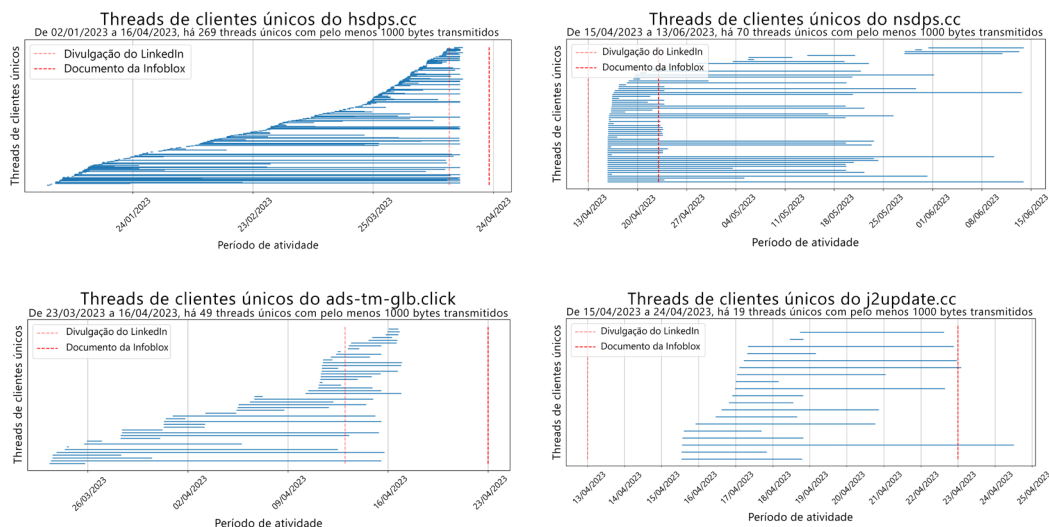 Threads de clientes únicos do hsdps.cc
De 02/01/2023 a 16/04/2023, há 269 threads únicos com pelo menos 1000 bytes transmitidos
Divulgação do LinkedIn
Documento da Infoblox
Threads de clientes únicos
24/01/2023
23/02/2023
25/03/2023
24/04/2023
Período de atividade
Threads de clientes únicos do nsdps.cc
De 15/04/2023 a 13/06/2023, há 70 threads únicos com pelo menos 1000 bytes transmitidos
Divulgação do LinkedIn
Documento da Infoblox
Threads de clientes únicos
13/04/2023
20/04/2023
27/04/2023
04/05/2023
11/05/2023
18/05/2023
25/05/2023
01/06/2023
08/06/2023
15/06/2023
Período de atividade
Threads de clientes únicos do ads-tm-glb.click
De 23/03/2023 a 16/04/2023, há 49 threads únicos com pelo menos 1000 bytes transmitidos
Divulgação do LinkedIn
Documento da Infoblox
Threads de clientes únicos
26/03/2023
02/04/2023
09/04/2023
16/04/2023
23/04/2023
Período de atividade
Threads de clientes únicos do j2update.cc
De 15/04/2023 a 24/04/2023, há 19 threads únicos com pelo menos 1000 bytes transmitidos
Divulgação do LinkedIn
Documento da Infoblox
Threads de clientes únicos
13/04/2023
14/04/2023
15/04/2023
16/04/2023
17/04/2023
18/04/2023
19/04/2023
20/04/2023
21/04/2023
22/04/2023
23/04/2023
24/04/2023
25/04/2023
Período de atividade